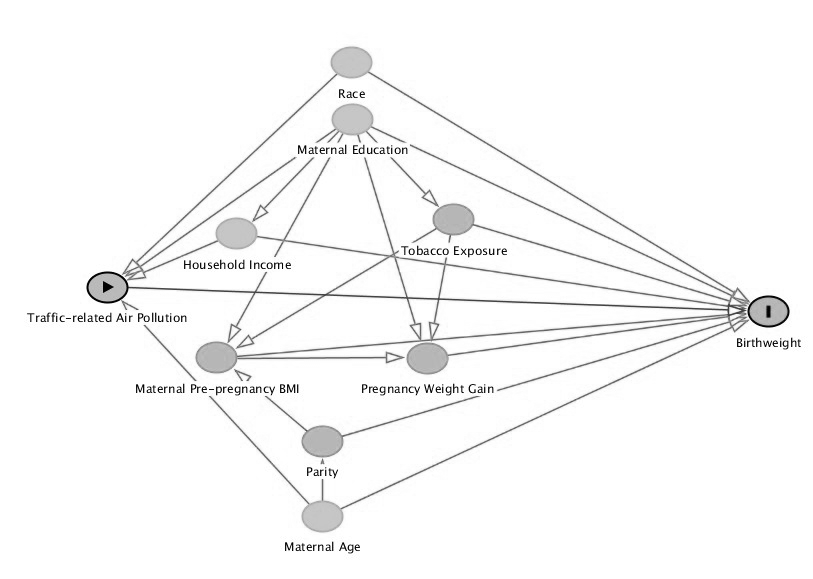 Race
Maternal Education
Tobacco Exposure
Household Income
Traffic-related Air Pollution
Birthweight
Maternal Pre-pregnancy BMI
Pregnancy Weight Gain
Parity
Maternal Age